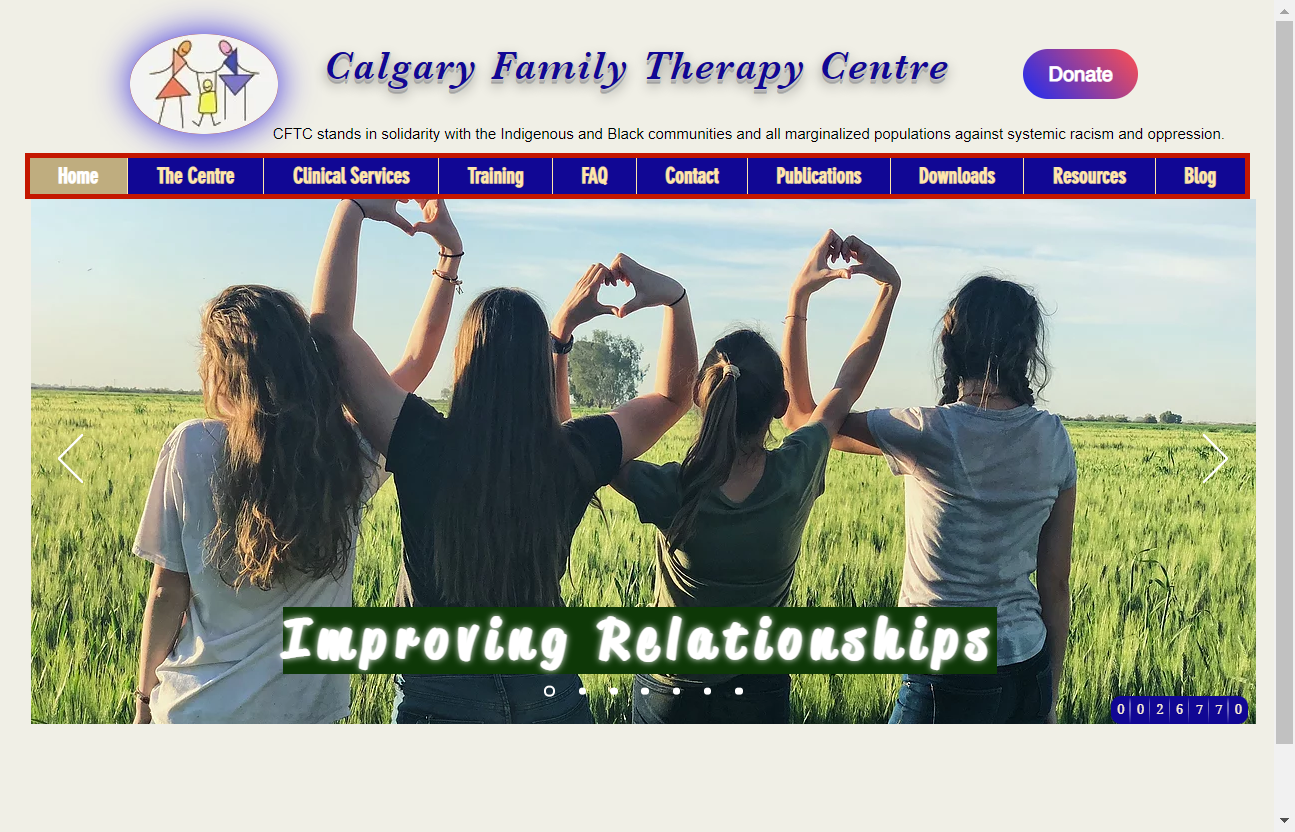 Calgary Family Therapy Centre
Donate
CFTC stands in solidarity with the Indigenous and Black communities and all marginalized populations against systemic racism and oppression.
Home The Centre Clinical Services Training FAQ Contact Publications Downloads Resources Blog
Improving Relationships
0 0 2 6 7 7 0